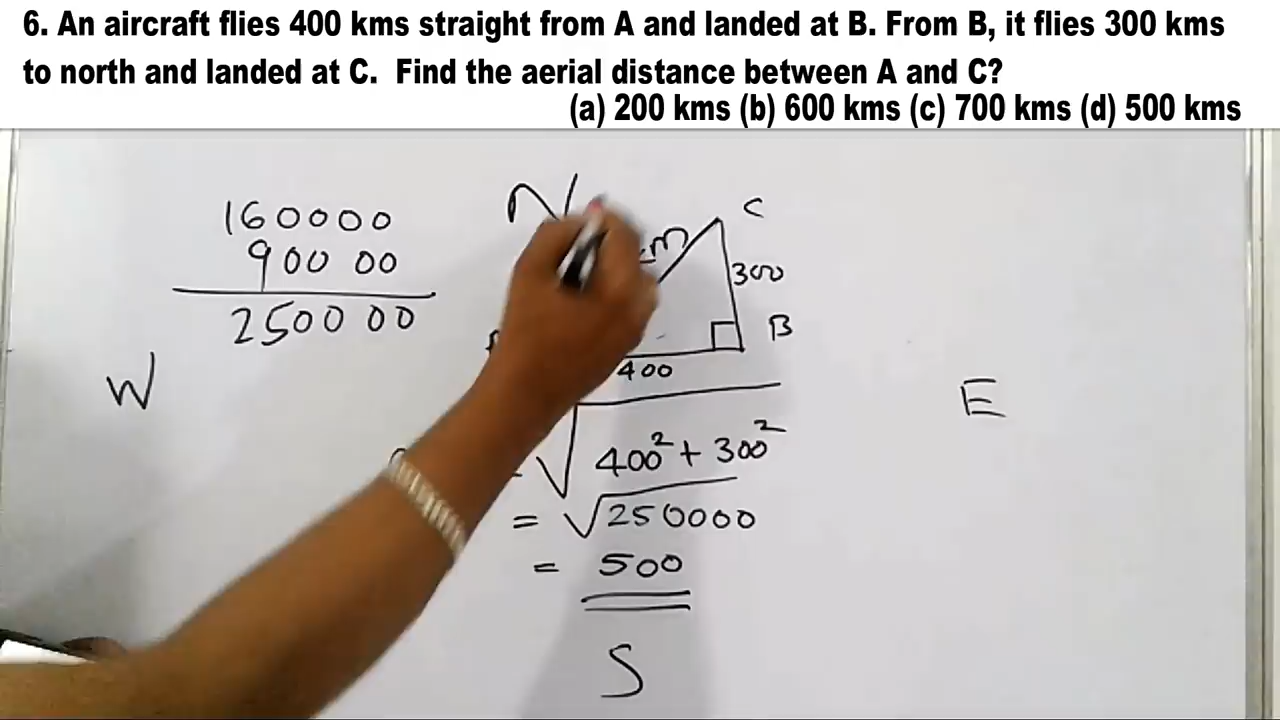 6. An aircraft flies 400 kms straight from A and landed at B. From B, it flies 300 kms
to north and landed at C. Find the aerial distance between A and C?
(a) 200 kms (b) 600 kms (c) 700 kms (d) 500 kms
N
C
160000
900 00
250000
300
B
400
W
E
√400² + 300²
= √250000
= 500
S